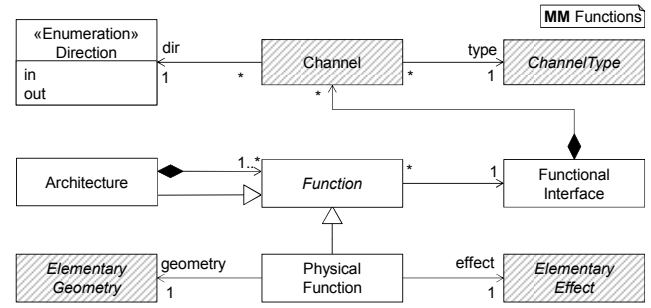 MM Functions
«Enumeration»
Direction
in
out
dir
1
*
Channel
*
type
*
1
ChannelType
Architecture
1..*
Function
*
1
Functional
Interface
Elementary
Geometry
geometry
1
Physical
Function
effect
1
Elementary
Effect